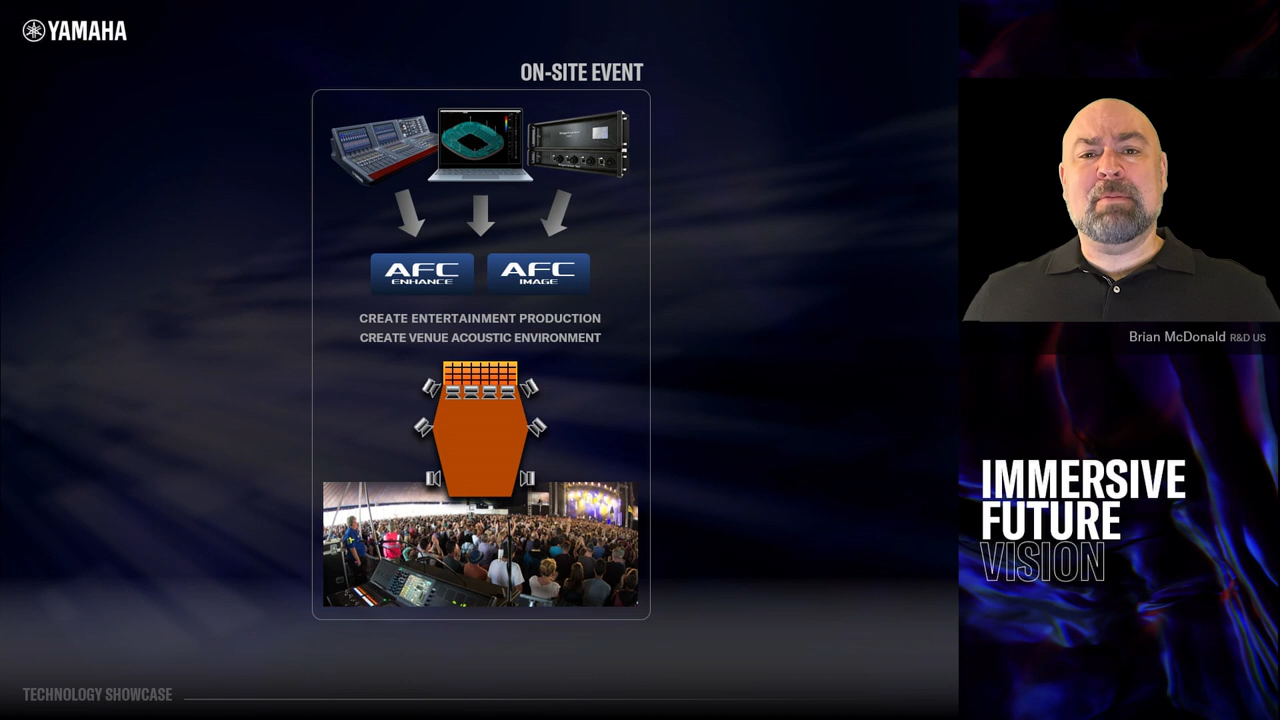 YAMAHA
ON-SITE EVENT
AFC
ENHANCE
AFC
IMAGE
CREATE ENTERTAINMENT PRODUCTION
CREATE VENUE ACOUSTIC ENVIRONMENT
TECHNOLOGY SHOWCASE
Brian McDonald R&D US
IMMERSIVE
FUTURE
VISION